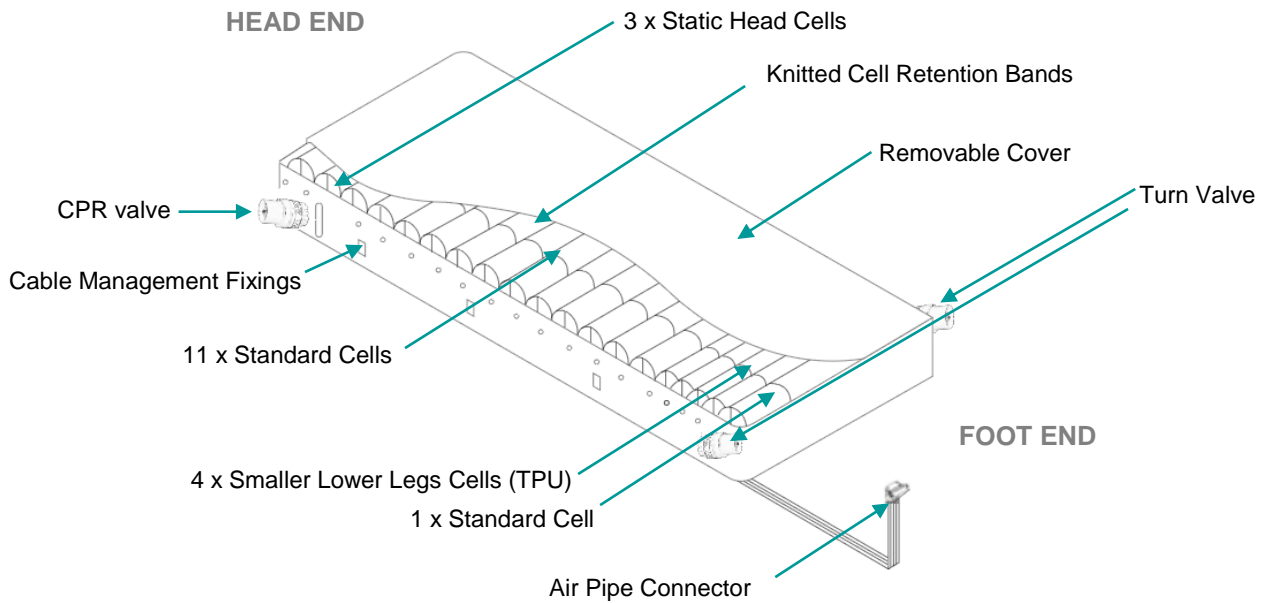 HEAD END
3 x Static Head Cells
Knitted Cell Retention Bands
Removable Cover
Turn Valve
CPR valve
Cable Management Fixings
11 x Standard Cells
FOOT END
4 x Smaller Lower Legs Cells (TPU)
1 x Standard Cell
Air Pipe Connector